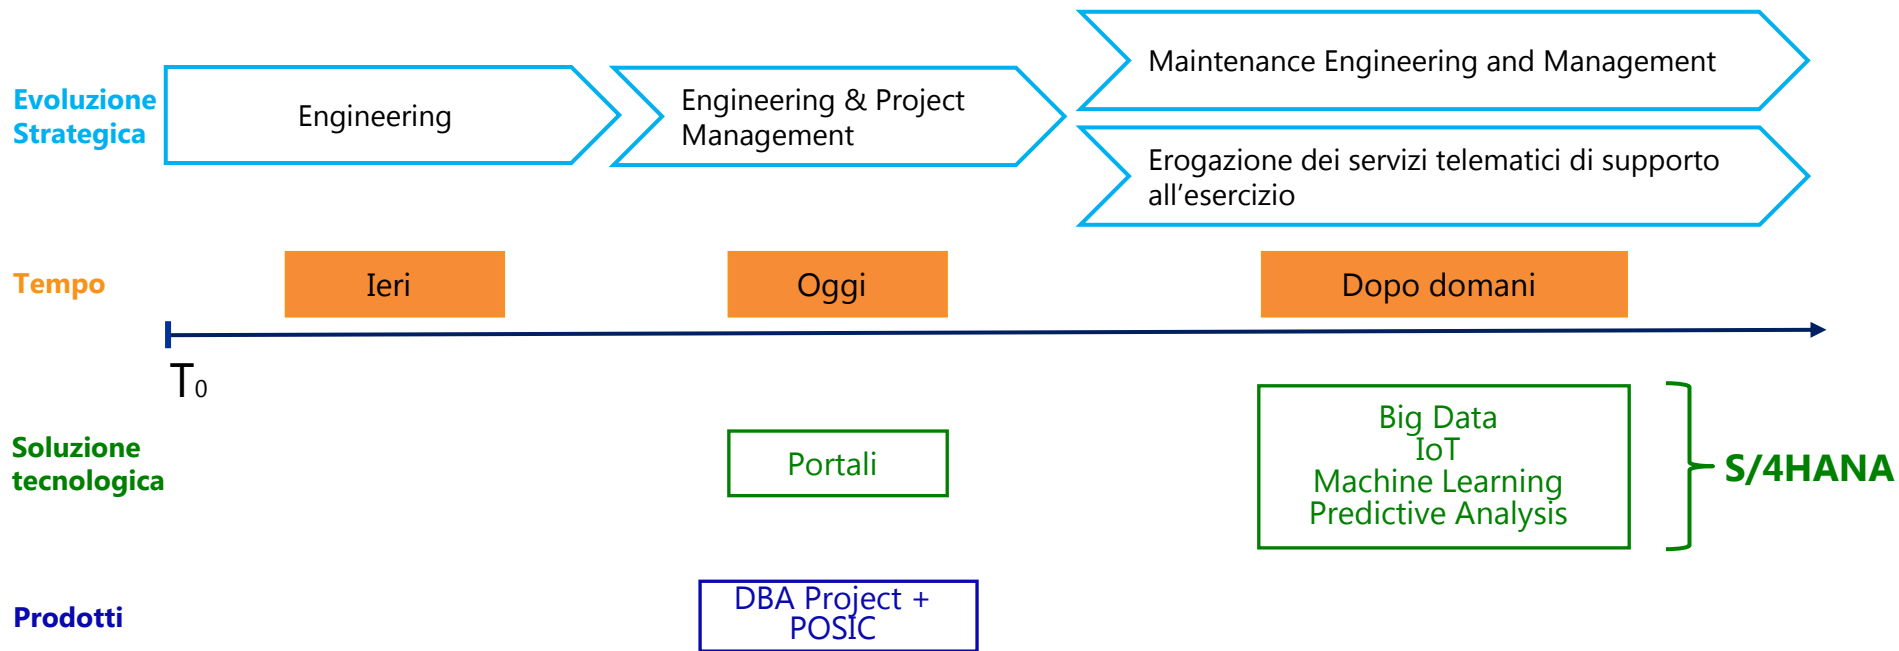 Evoluzione
Strategica
Engineering
Engineering & Project
Management
Maintenance Engineering and Management
Erogazione dei servizi telematici di supporto
all’esercizio
Tempo
Ieri
Oggi
Dopo domani
T0
Soluzione
tecnologica
Portali
Big Data
IoT
Machine Learning
Predictive Analysis
S/4HANA
Prodotti
DBA Project +
POSIC